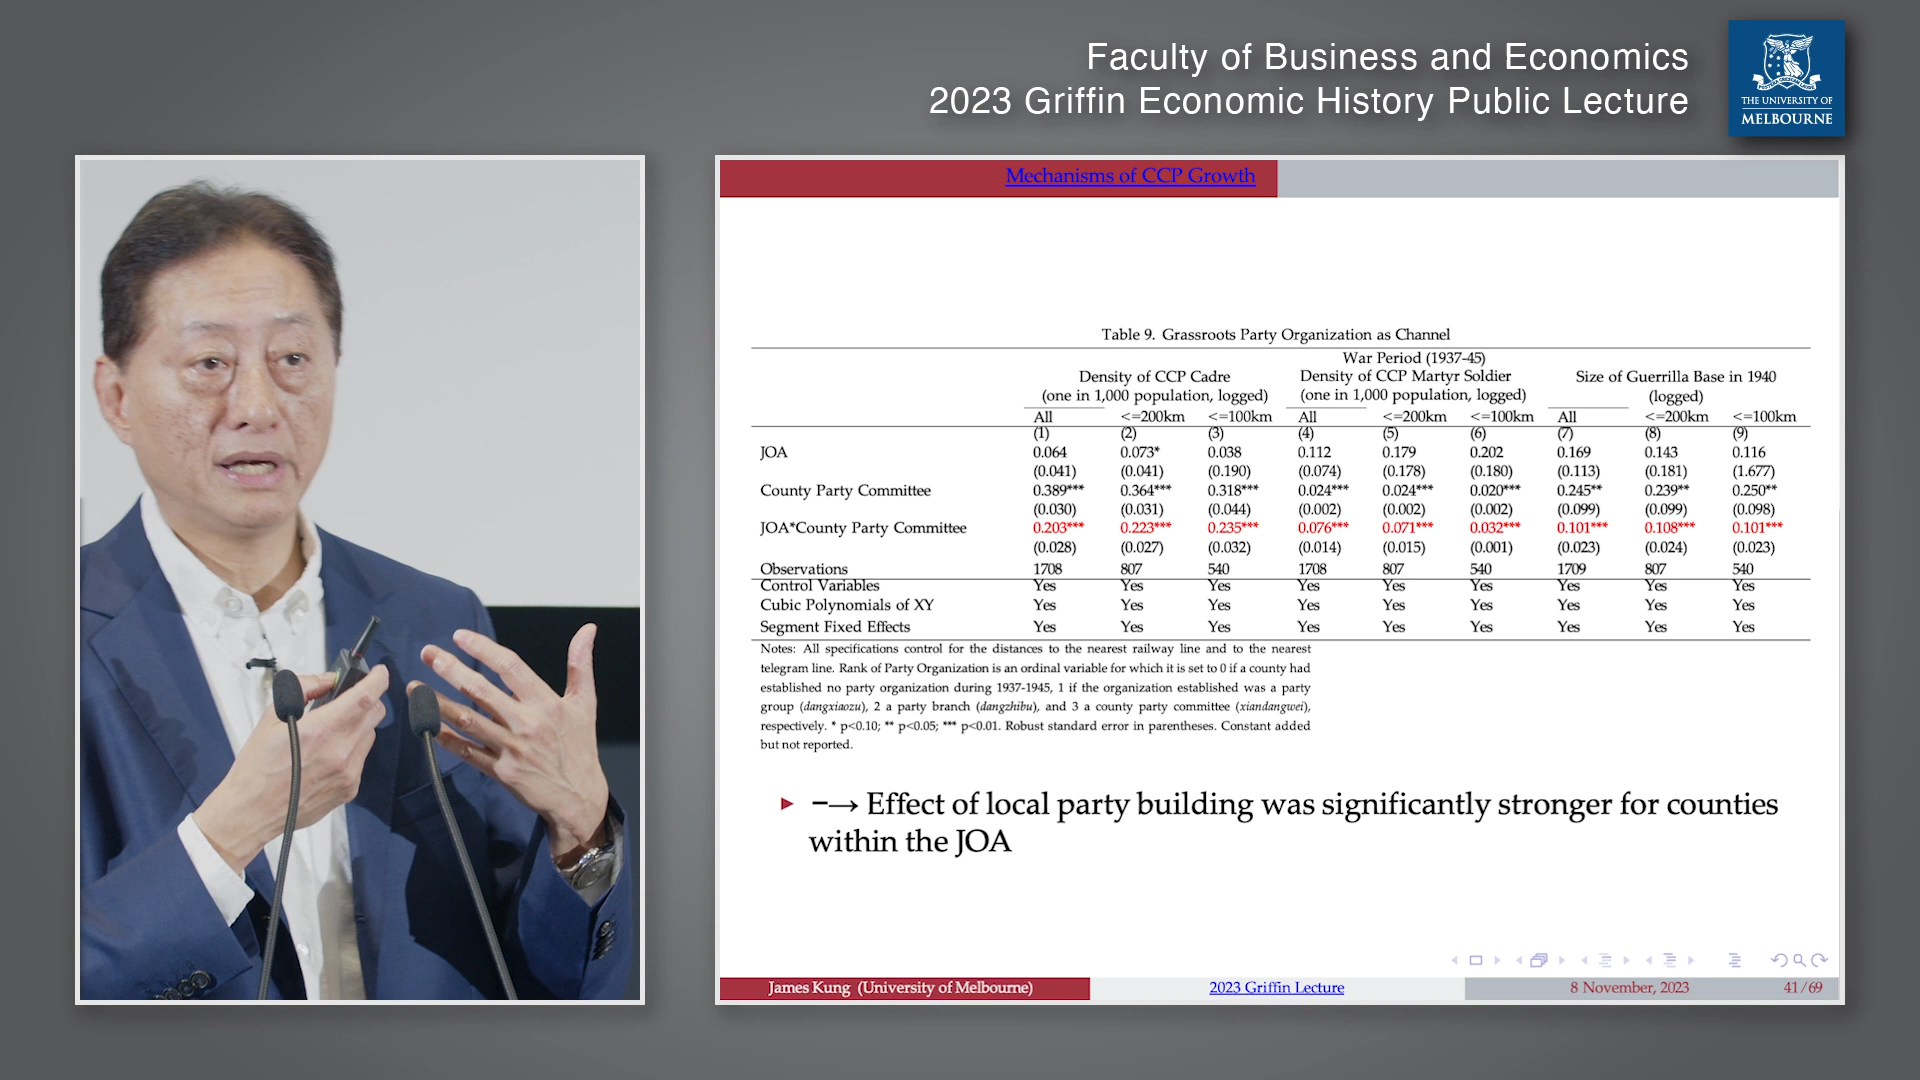 Faculty of Business and Economics
2023 Griffin Economic History Public Lecture
THE UNIVERSITY OF
MELBOURNE
Mechanisms of CCP Growth
Table 9. Grassroots Party Organization as Channel
War Period (1937-45)
Density of CCP Cadre Density of CCP Martyr Soldier Size of Guerrilla Base in 1940
(one in 1,000 population, logged) (one in 1,000 population, logged) (logged)
All <=200km <=100km All <=200km <=100km All <=200km <=100km
(1) (2) (3) (4) (5) (6) (7) (8) (9)
JOA 0.064 0.073* 0.038 0.112 0.179 0.202 0.169 0.143 0.116
(0.041) (0.041) (0.190) (0.074) (0.178) (0.180) (0.113) (0.181) (1.677)
County Party Committee 0.389*** 0.364*** 0.318*** 0.024*** 0.024*** 0.020*** 0.245** 0.239** 0.250**
(0.030) (0.031) (0.044) (0.002) (0.002) (0.002) (0.099) (0.099) (0.098)
JOA*County Party Committee 0.203*** 0.223*** 0.235*** 0.076*** 0.071*** 0.032*** 0.101*** 0.108*** 0.101***
(0.028) (0.027) (0.032) (0.014) (0.015) (0.001) (0.023) (0.024) (0.023)
Observations 1708 807 540 1708 807 540 1709 807 540
Control Variables Yes Yes Yes Yes Yes Yes Yes Yes Yes
Cubic Polynomials of XY Yes Yes Yes Yes Yes Yes Yes Yes Yes
Segment Fixed Effects Yes Yes Yes Yes Yes Yes Yes Yes Yes
Notes: All specifications control for the distances to the nearest railway line and to the nearest
telegram line. Rank of Party Organization is an ordinal variable for which it is set to 0 if a county had
established no party organization during 1937-1945, 1 if the organization established was a party
group (dangxiaozu), 2 a party branch (dangzhibu), and 3 a county party committee (xiandangwei),
respectively. * p<0.10; ** p<0.05; *** p<0.01. Robust standard error in parentheses. Constant added
but not reported.
−→ Effect of local party building was significantly stronger for counties
within the JOA
James Kung (University of Melbourne) 2023 Griffin Lecture 8 November, 2023 41/69